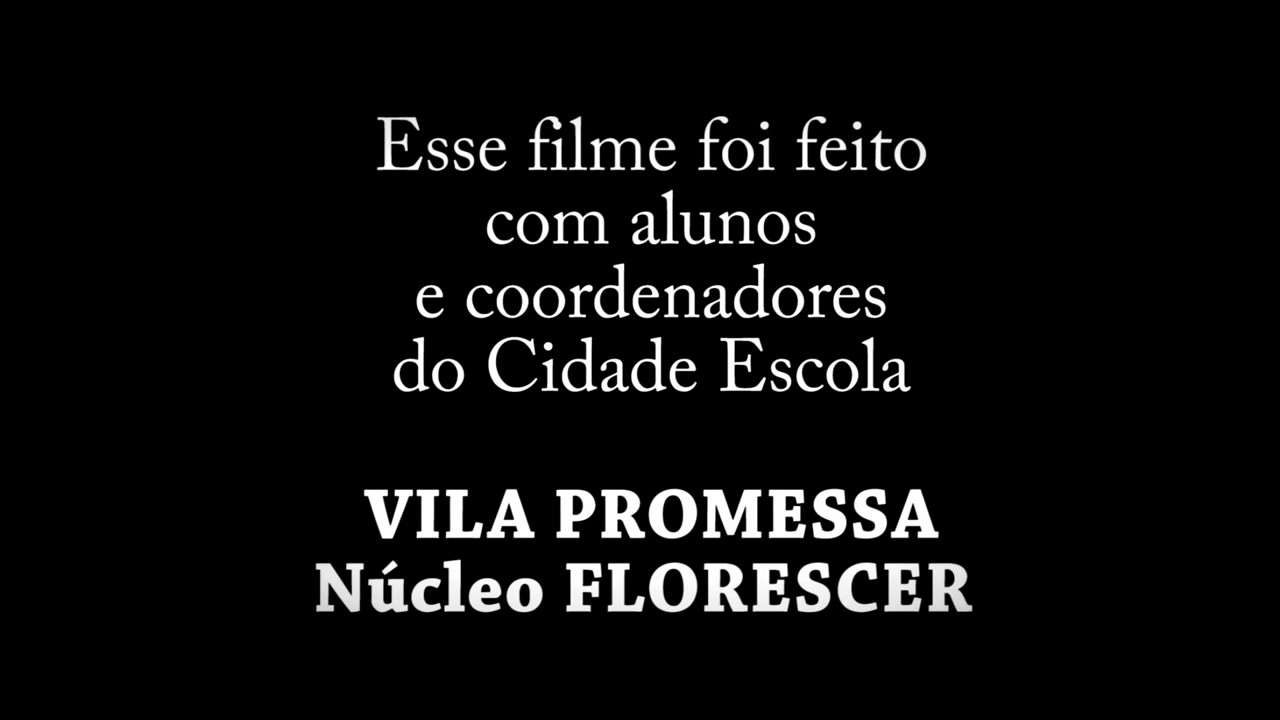 Esse filme foi feito
com alunos
e coordenadores
do Cidade Escola
VILA PROMESSA
Núcleo FLORESCER